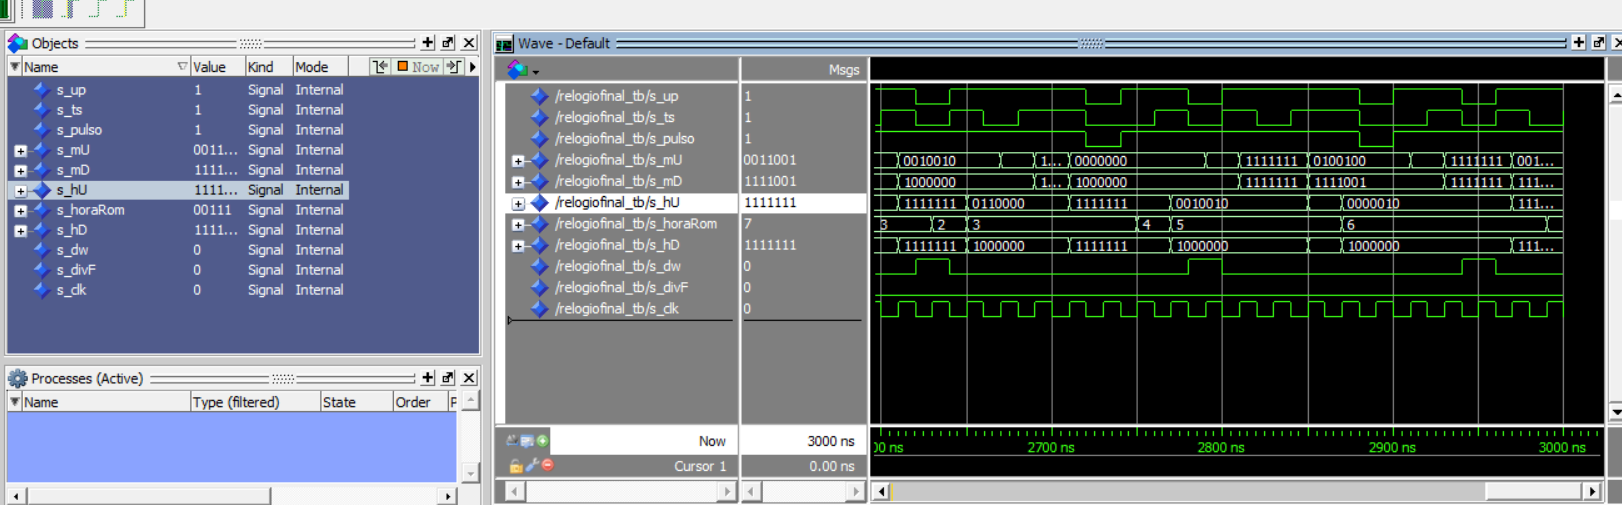 Objects
Name Value Kind Mode Now
s_up 1 Signal Internal
s_ts 1 Signal Internal
s_pulso 1 Signal Internal
s_mU 0011... Signal Internal
s_mD 1111... Signal Internal
s_hU 1111... Signal Internal
s_horaRom 00111 Signal Internal
s_hD 1111... Signal Internal
s_dw 0 Signal Internal
s_divF 0 Signal Internal
s_clk 0 Signal Internal
Processes (Active)
Name Type (filtered) State Order P
Wave - Default
Msgs
/relogiofinal_tb/s_up 1
/relogiofinal_tb/s_ts 1
/relogiofinal_tb/s_pulso 1
/relogiofinal_tb/s_mU 0011001 0010010 1... 0000000 1111111 0100100 1111111 001...
/relogiofinal_tb/s_mD 1111001 1000000 1... 1000000 1111111 1111001 1111111 111...
/relogiofinal_tb/s_hU 1111111 1111111 0110000 1111111 0010010 0000010 111...
/relogiofinal_tb/s_horaRom 7 3 2 3 4 5 6
/relogiofinal_tb/s_hD 1111111 1111111 1000000 1111111 1000000 1000000 111...
/relogiofinal_tb/s_dw 0
/relogiofinal_tb/s_divF 0
/relogiofinal_tb/s_clk 0
Now 3000 ns
00 ns 2700 ns 2800 ns 2900 ns 3000 ns
Cursor 1 0.00 ns